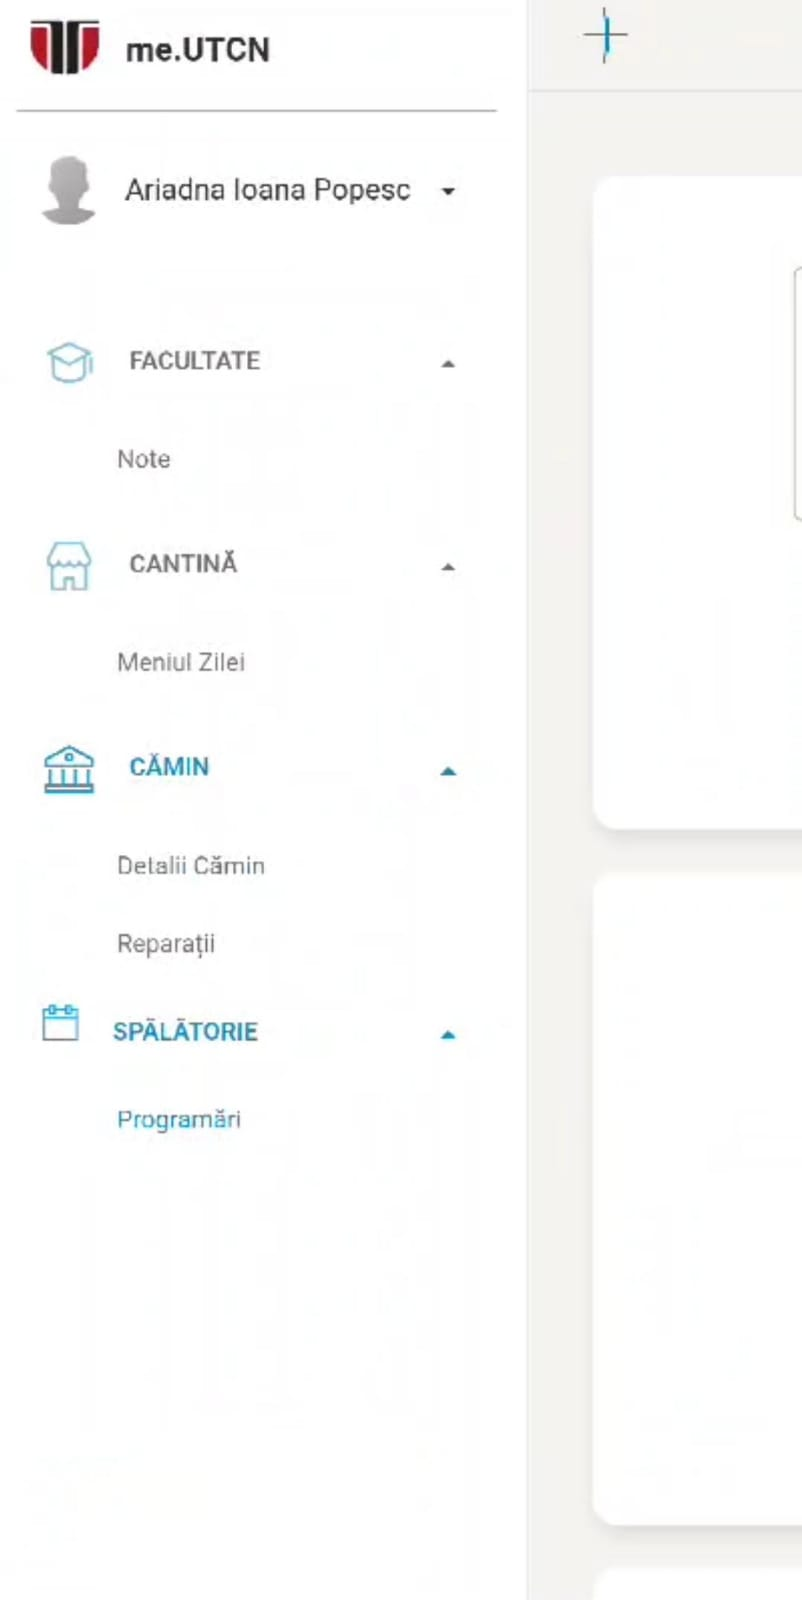 me.UTCN
Ariadna Ioana Popesc
FACULTATE
Note
CANTINĂ
Meniul Zilei
CĂMIN
Detalii Cămin
Reparații
SPĂLĂTORIE
Programări